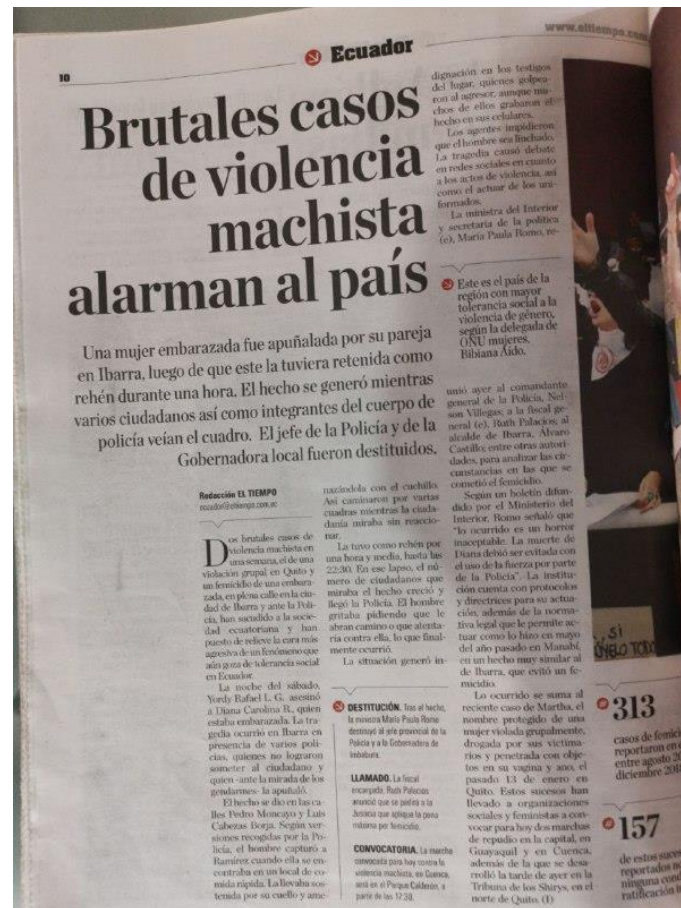 10
Ecuador
www.eltiempo.com
Brutales casos
de violencia
machista
alarman al país
Una mujer embarazada fue apuñalada por su pareja
en Ibarra, luego de que este la tuviera retenida como
rehén durante una hora. El hecho se generó mientras
varios ciudadanos así como integrantes del cuerpo de
policía veían el cuadro. El jefe de la Policía y de la
Gobernadora local fueron destituidos.
Redacción EL TIEMPO
ecuador@eltiempo.com.ec
Dos brutales casos de
violencia machista en
una semana, el de una
violación grupal en Quito y
un femicidio de una embara-
zada, en plena calle en la ciu-
dad de Ibarra y ante la Poli-
cía, han sacudido a la socie-
dad ecuatoriana y han
puesto de relieve la cara más
agresiva de un fenómeno que
aún goza de tolerancia social
en Ecuador.
La noche del sábado,
Yordy Rafael L. G. asesinó
a Diana Carolina R., quien
estaba embarazada. La tra-
gedia ocurrió en Ibarra en
presencia de varios poli-
cías, quienes no lograron
someter al ciudadano y
quien -ante la mirada de los
gendarmes- la apuñaló.
El hecho se dio en las ca-
lles Pedro Moncayo y Luis
Cabezas Borja. Según ver-
siones recogidas por la Po-
licía, el hombre capturó a
Ramírez cuando ella se en-
contraba en un local de co-
mida rápida. La llevaba sos-
tenida por su cuello y ame-
nazándola con el cuchillo.
Así caminaron por varias
cuadras mientras la ciuda-
danía miraba sin reaccio-
nar.
La tuvo como rehén por
una hora y media, hasta las
22:30. En ese lapso, el nú-
mero de ciudadanos que
miraba el hecho creció y
llegó la Policía. El hombre
gritaba pidiendo que le
abran camino o que atenta-
ría contra ella, lo que final-
mente ocurrió.
La situación generó in-
DESTITUCIÓN. Tras el hecho,
la ministra María Paula Romo
destituyó al jefe provincial de la
Policía y a la Gobernadora de
Imbabura.
LLAMADO. La fiscal
encargada, Ruth Palacios
anunció que se pedirá a la
Justicia que aplique la pena
máxima por femicidio.
CONVOCATORIA. La marcha
convocada para hoy contra la
violencia machista, en Cuenca,
será en el Parque Calderón, a
partir de las 17:30.
dignación en los testigos
del lugar, quienes golpea-
ron al agresor, aunque mu-
chos de ellos grabaron el
hecho en sus celulares.
Los agentes impidieron
que el hombre sea linchado.
La tragedia causó debate
en redes sociales en cuanto
a los actos de violencia, así
como el actuar de los uni-
formados.
La ministra del Interior
y secretaria de la política
(e), María Paula Romo, re-
Este es el país de la
región con mayor
tolerancia social a la
violencia de género,
según la delegada de
ONU mujeres,
Bibiana Aído.
unió ayer al comandante
general de la Policía, Nel-
son Villegas; a la fiscal ge-
neral (e), Ruth Palacios; al
alcalde de Ibarra, Álvaro
Castillo; entre otras autori-
dades, para analizar las cir-
cunstancias en las que se
cometió el femicidio.
Según un boletín difun-
dido por el Ministerio del
Interior, Romo señaló que
"lo ocurrido es un horror
inaceptable. La muerte de
Diana debió ser evitada con
el uso de la fuerza por parte
de la Policía". La institu-
ción cuenta con protocolos
y directrices para su actua-
ción, además de la norma-
tiva legal que le permite ac-
tuar como lo hizo en mayo
del año pasado en Manabí,
en un hecho muy similar al
de Ibarra, que evitó un fe-
micidio.
Lo ocurrido se suma al
reciente caso de Martha, el
nombre protegido de una
mujer violada grupalmente,
drogada por sus victima-
rios y penetrada con obje-
tos en su vagina y ano, el
pasado 13 de enero en
Quito. Estos sucesos han
llevado a organizaciones
sociales y feministas a con-
vocar para hoy dos marchas
de repudio en la capital, en
Guayaquil y en Cuenca,
además de la que se desa-
rrolló la tarde de ayer en la
Tribuna de los Shyris, en el
norte de Quito. (I)
SI
TODO
313
casos de femici
reportaron en
entre agosto 20
diciembre 201
157
de estos suce
reportados n
ninguna cond
ratificación